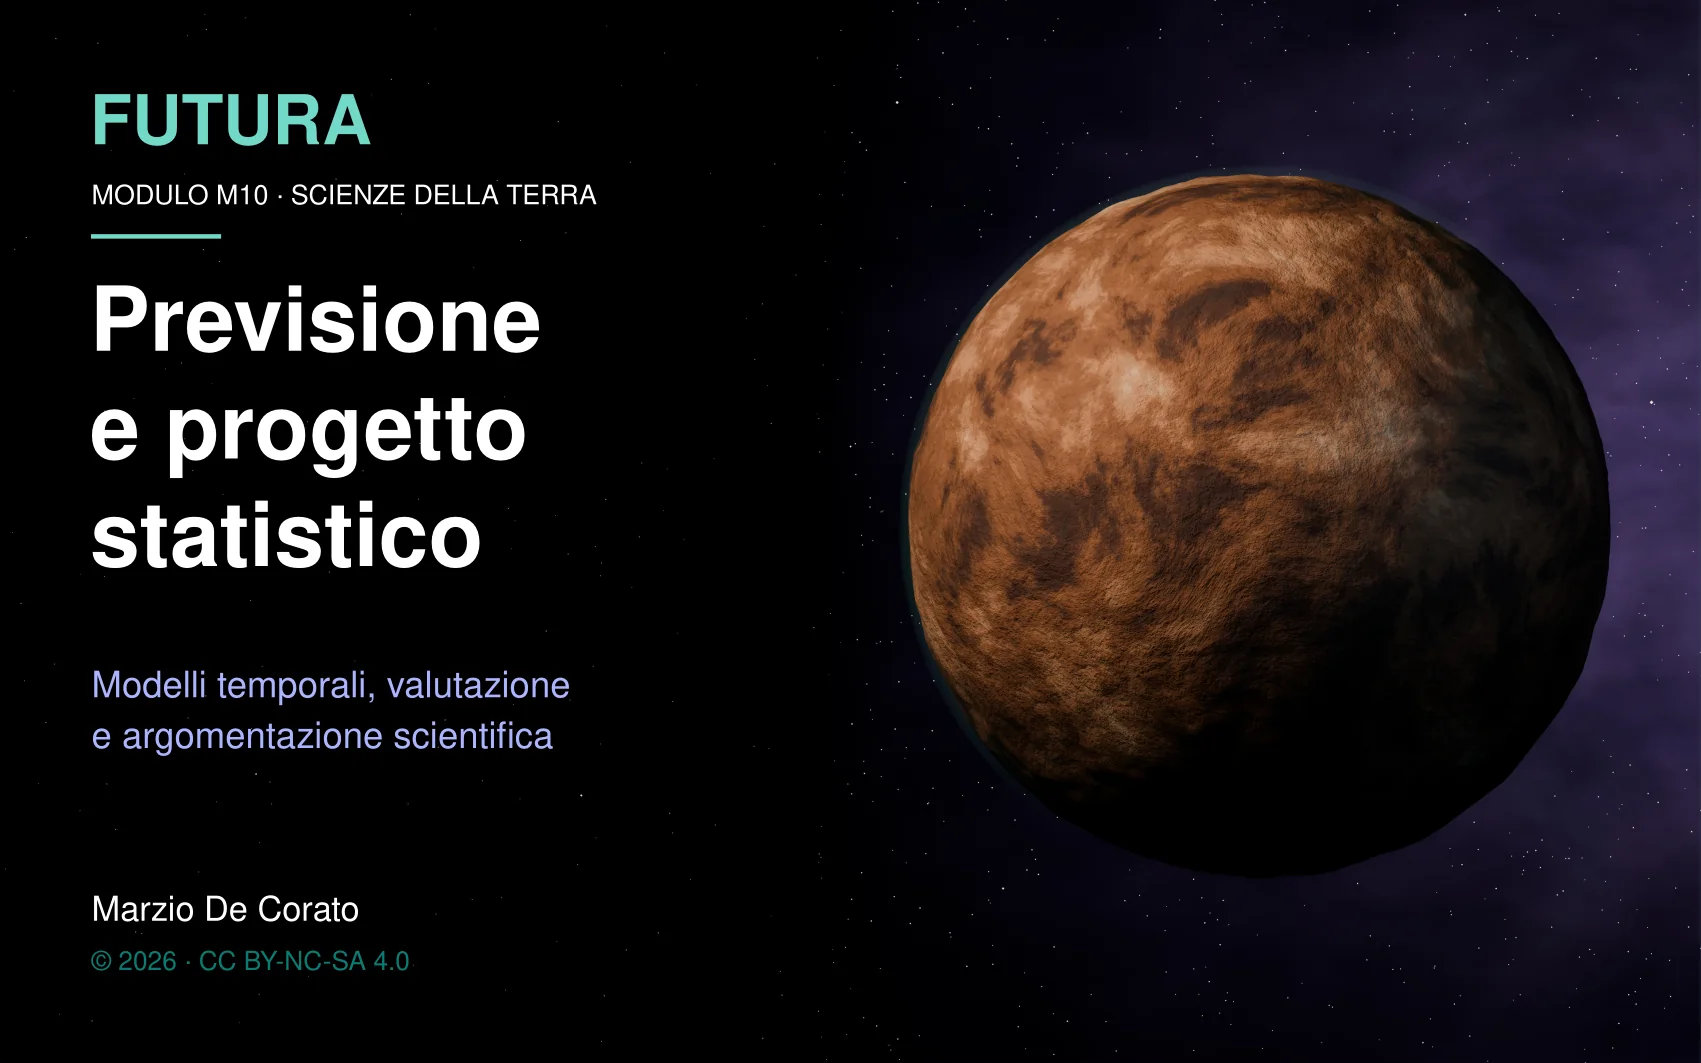 FUTURA
MODULO M10 · SCIENZE DELLA TERRA
Previsione
e progetto
statistico
Modelli temporali, valutazione
e argomentazione scientifica
Marzio De Corato
© 2026 · CC BY-NC-SA 4.0